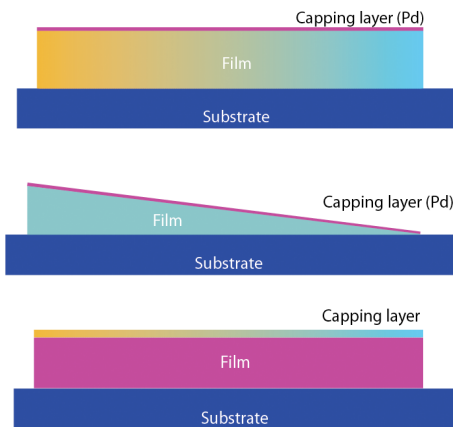 Capping layer (Pd)
Film
Substrate
Capping layer (Pd)
Film
Substrate
Capping layer
Film
Substrate